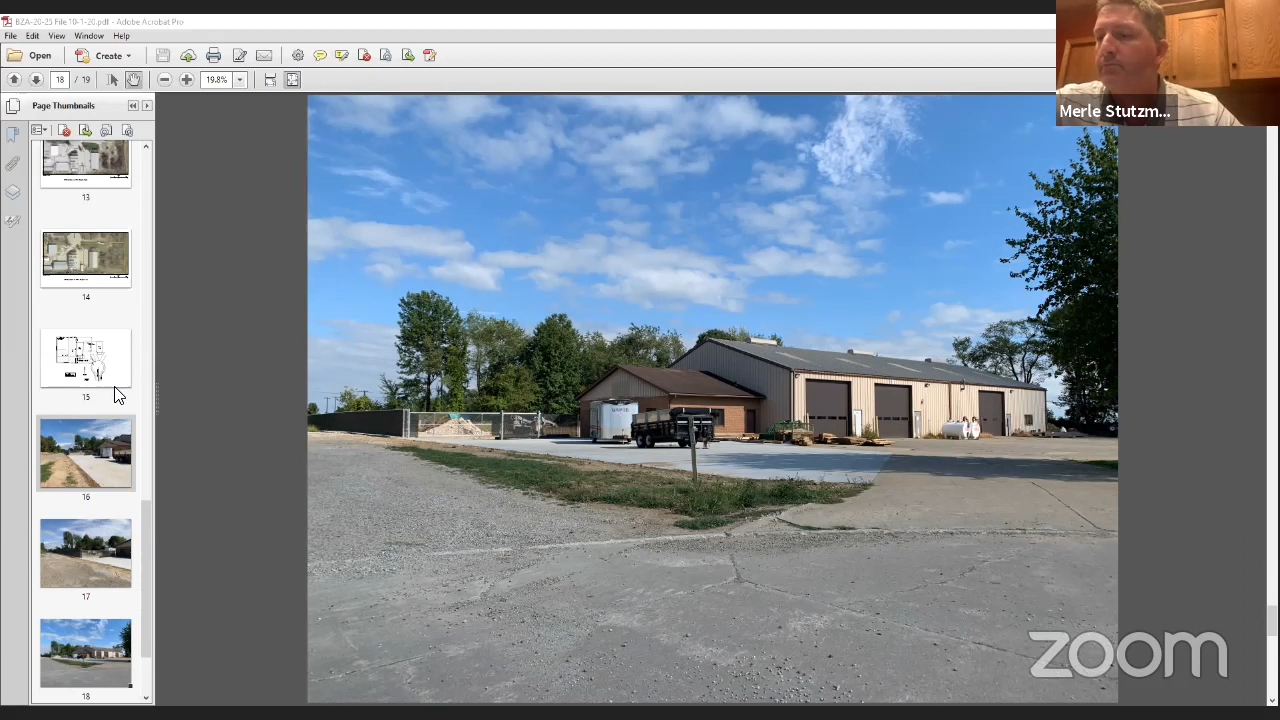 BZA-20-25 File 10-1-20.pdf - Adobe Acrobat Pro
File Edit View Window Help
Open Create
18 / 19 19.8%
Page Thumbnails
13
14
15
16
17
18
Merle Stutzm...
zoom